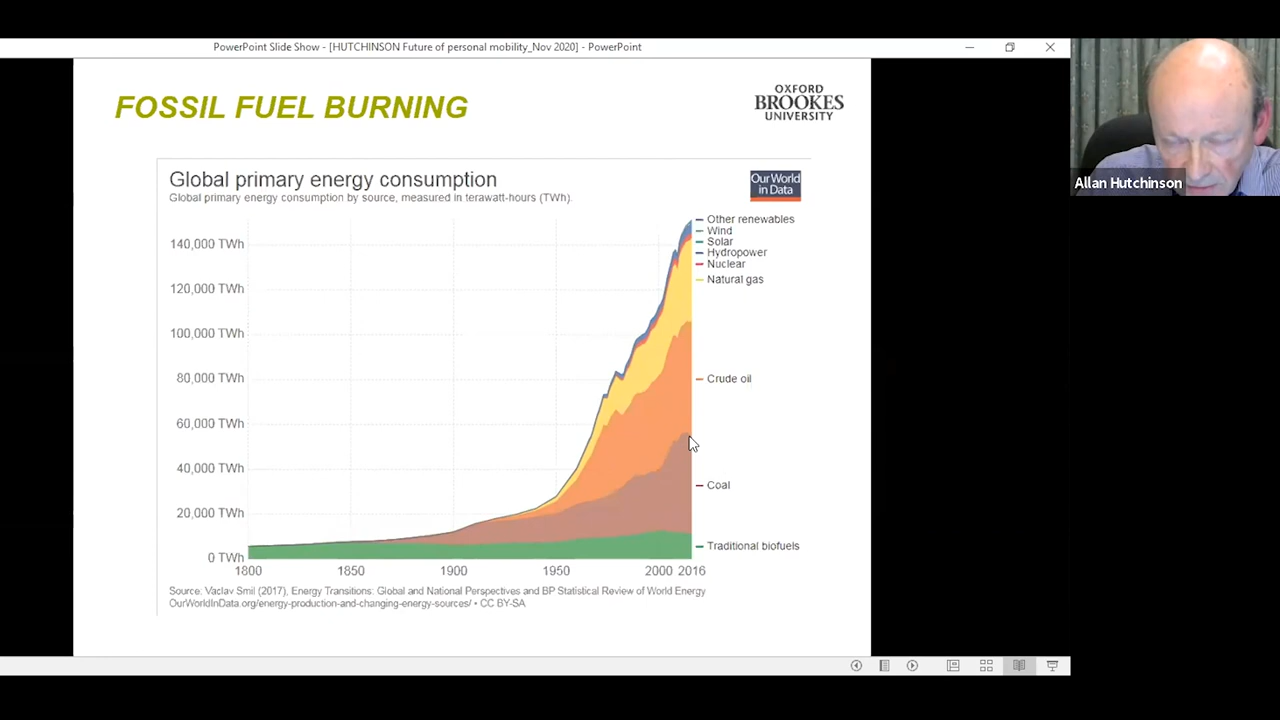 PowerPoint Slide Show - [HUTCHINSON Future of personal mobility_Nov 2020] - PowerPoint
FOSSIL FUEL BURNING
OXFORD
BROOKES
UNIVERSITY
Allan Hutchinson
Global primary energy consumption
Global primary energy consumption by source, measured in terawatt-hours (TWh).
Our World
in Data
140,000 TWh
120,000 TWh
100,000 TWh
80,000 TWh
60,000 TWh
40,000 TWh
20,000 TWh
0 TWh
1800
1850
1900
1950
2000
2016
Other renewables
Wind
Solar
Hydropower
Nuclear
Natural gas
Crude oil
Coal
Traditional biofuels
Source: Vaclav Smil (2017), Energy Transitions: Global and National Perspectives and BP Statistical Review of World Energy
OurWorldInData.org/energy-production-and-changing-energy-sources/ • CC BY-SA